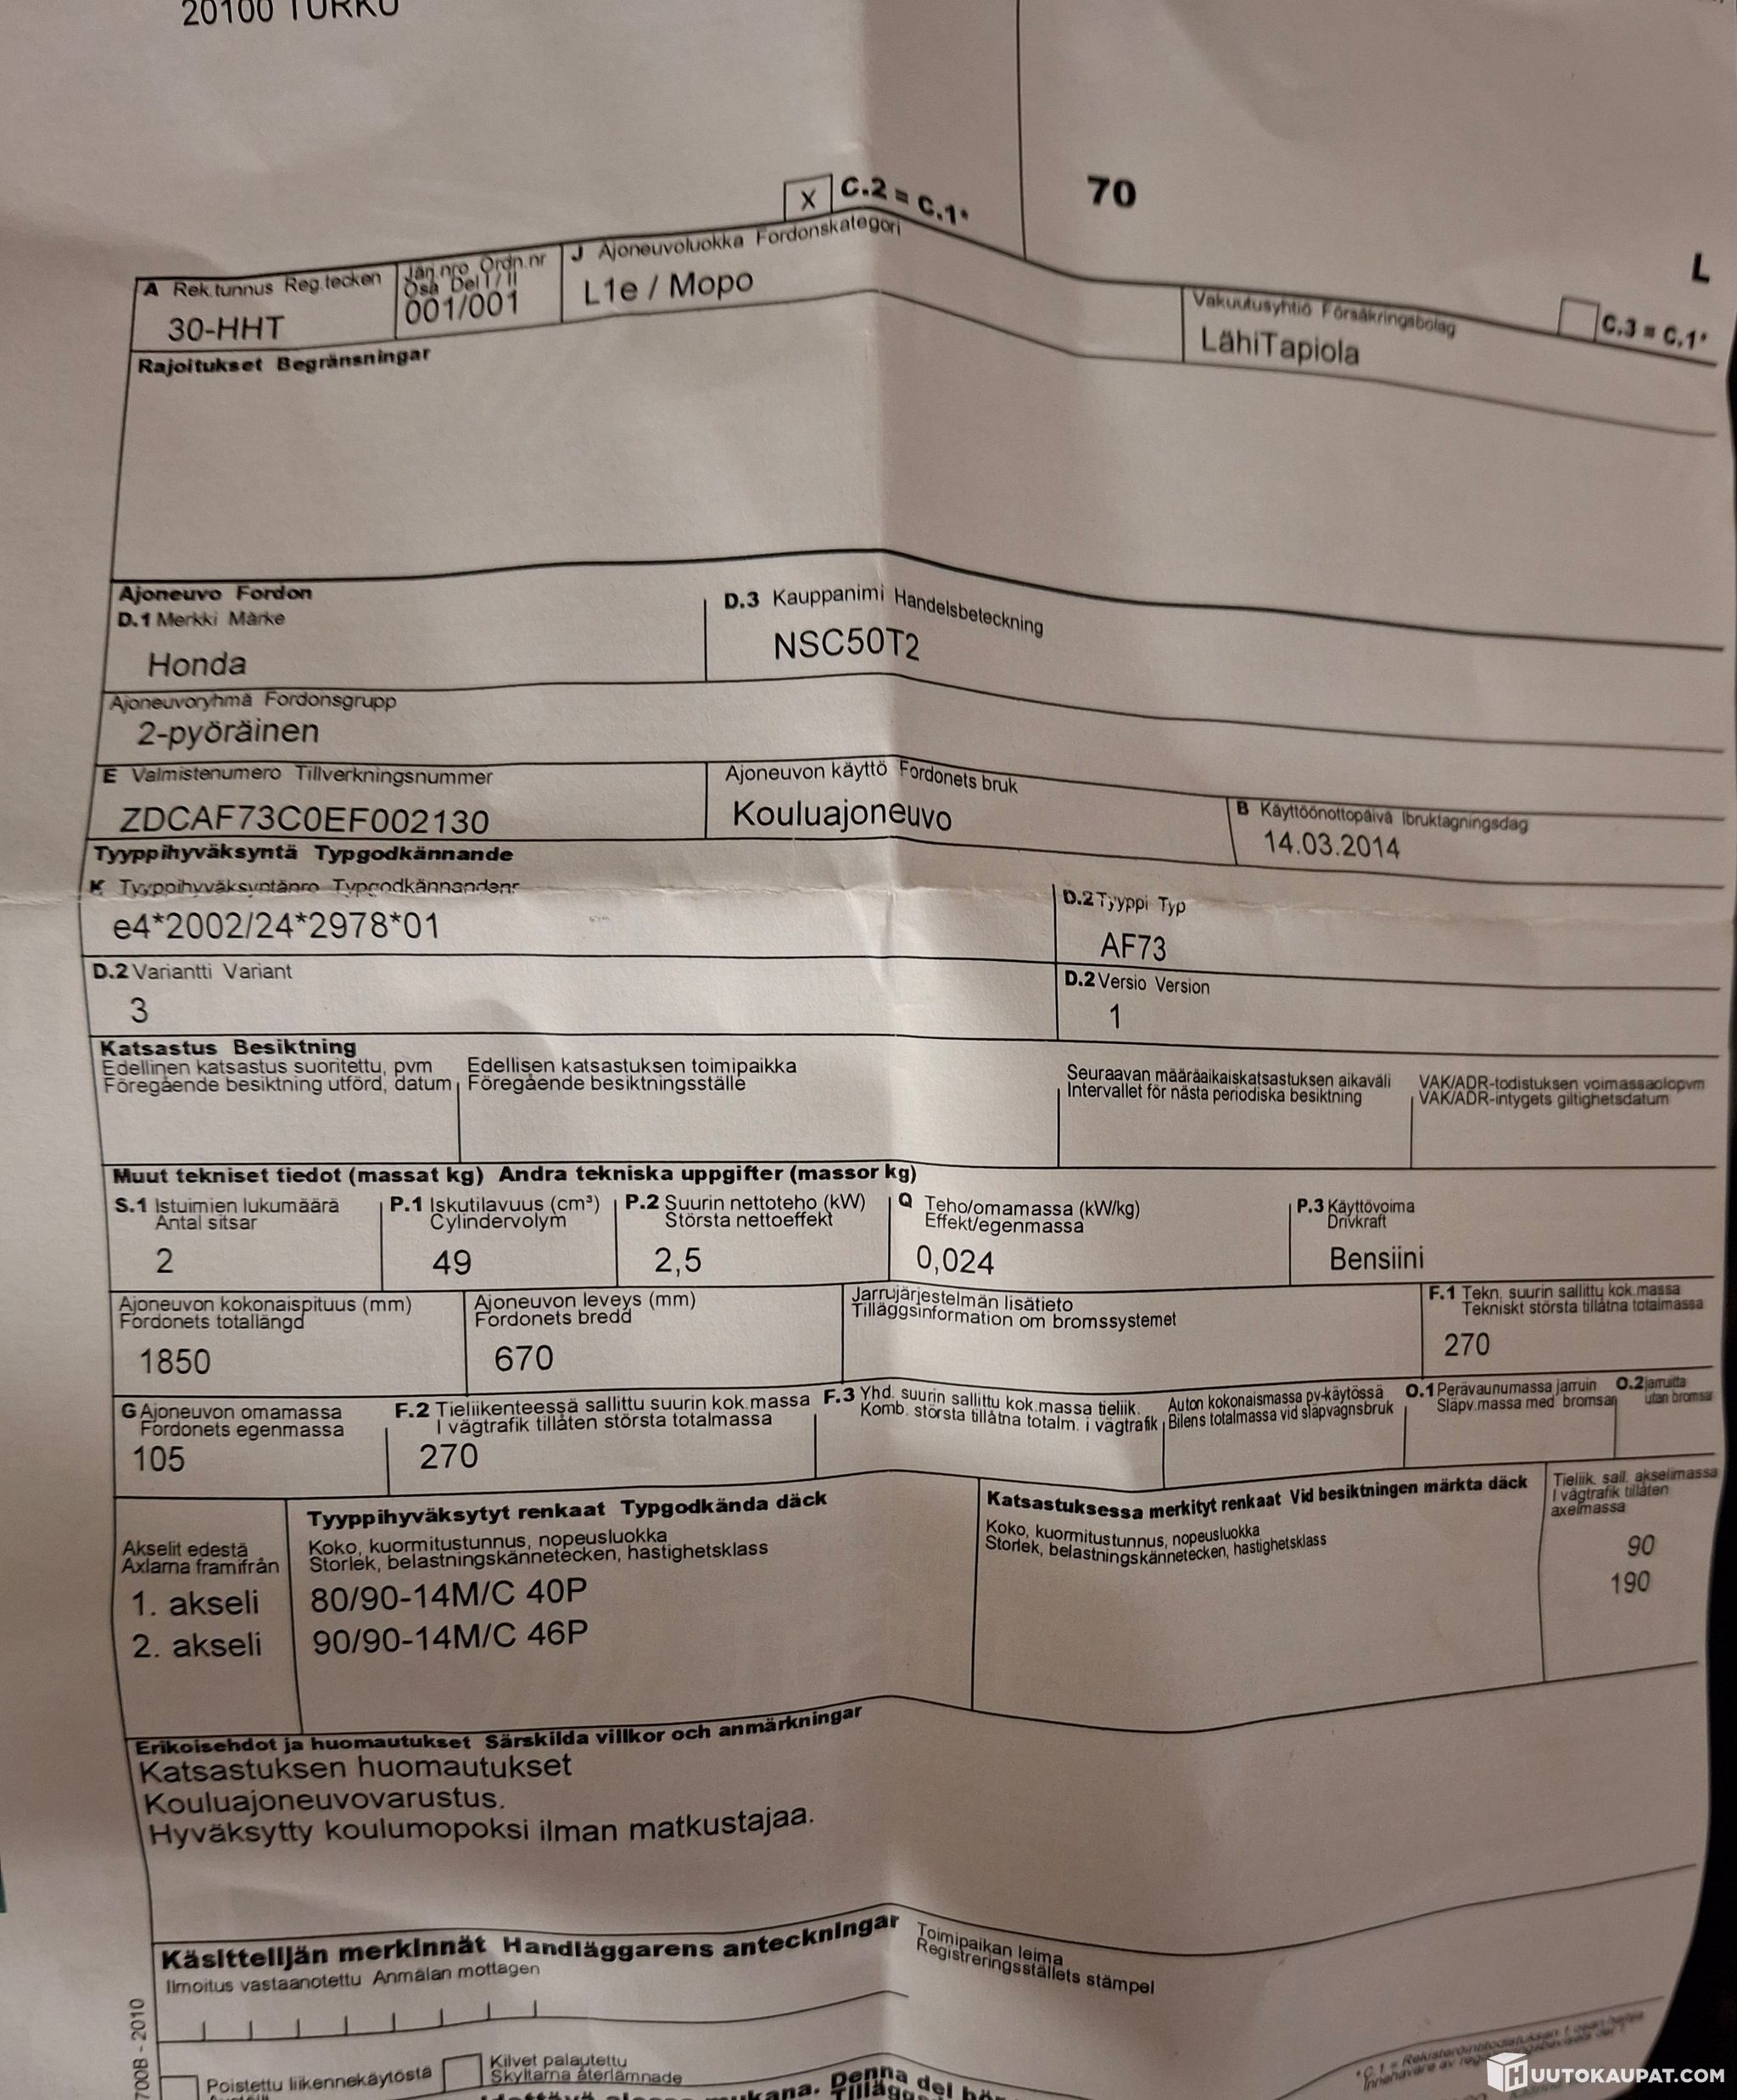 20100 TURKU
X C.2 = C.1*
70
L
A Rek.tunnus Reg.tecken
Järj.nro Ordn.nr
Osa Del I / II
J Ajoneuvoluokka Fordonskategori
Vakuutusyhtiö Försäkringsbolag
C.3 = C.1*
30-HHT
001/001
L1e / Mopo
LähiTapiola
Rajoitukset Begränsningar
Ajoneuvo Fordon
D.1 Merkki Märke
D.3 Kauppanimi Handelsbeteckning
Honda
NSC50T2
Ajoneuvoryhmä Fordonsgrupp
2-pyöräinen
E Valmistenumero Tillverkningsnummer
Ajoneuvon käyttö Fordonets bruk
B Käyttöönottopäivä Ibruktagningsdag
ZDCAF73C0EF002130
Kouluajoneuvo
14.03.2014
Tyyppihyväksyntä Typgodkännande
K Tyyppihyväksyntänro Typgodkännandenr
D.2 Tyyppi Typ
e4*2002/24*2978*01
AF73
D.2 Variantti Variant
D.2 Versio Version
3
1
Katsastus Besiktning
Edellinen katsastus suoritettu, pvm
Föregående besiktning utförd, datum
Edellisen katsastuksen toimipaikka
Föregående besiktningsställe
Seuraavan määräaikaiskatsastuksen aikaväli
Intervallet för nästa periodiska besiktning
VAK/ADR-todistuksen voimassaolopvm
VAK/ADR-intygets giltighetsdatum
Muut tekniset tiedot (massat kg) Andra tekniska uppgifter (massor kg)
S.1 Istuimien lukumäärä
Antal sitsar
P.1 Iskutilavuus (cm³)
Cylindervolym
P.2 Suurin nettoteho (kW)
Största nettoeffekt
Q Teho/omamassa (kW/kg)
Effekt/egenmassa
P.3 Käyttövoima
Drivkraft
2
49
2,5
0,024
Bensiini
Ajoneuvon kokonaispituus (mm)
Fordonets totallängd
Ajoneuvon leveys (mm)
Fordonets bredd
Jarrujärjestelmän lisätieto
Tilläggsinformation om bromssystemet
F.1 Tekn. suurin sallittu kok.massa
Tekniskt största tillåtna totalmassa
1850
670
270
G Ajoneuvon omamassa
Fordonets egenmassa
F.2 Tieliikenteessä sallittu suurin kok.massa
I vägtrafik tillåten största totalmassa
F.3 Yhd. suurin sallittu kok.massa tieliik.
Komb. största tillåtna totalm. i vägtrafik
Auton kokonaismassa pv-käytössä
Bilens totalmassa vid släpvagnsbruk
O.1 Perävaunumassa jarruin
Släpv.massa med bromsar
O.2 jarruitta
utan bromsar
105
270
Tyyppihyväksytyt renkaat Typgodkända däck
Katsastuksessa merkityt renkaat Vid besiktningen märkta däck
Tieliik. sall. akselimassa
I vägtrafik tillåten
axelmassa
Akselit edestä
Axlarna framifrån
Koko, kuormitustunnus, nopeusluokka
Storlek, belastningskännetecken, hastighetsklass
Koko, kuormitustunnus, nopeusluokka
Storlek, belastningskännetecken, hastighetsklass
1. akseli
80/90-14M/C 40P
90
2. akseli
90/90-14M/C 46P
190
Erikoisehdot ja huomautukset Särskilda villkor och anmärkningar
Katsastuksen huomautukset
Kouluajoneuvovarustus.
Hyväksytty koulumopoksi ilman matkustajaa.
Käsittelijän merkinnät Handläggarens anteckningar
Ilmoitus vastaanotettu Anmälan mottagen
Toimipaikan leima
Registreringsställets stämpel
700B - 2010
Poistettu liikennekäytöstä
Kilvet palautettu
Skyltarna återlämnade
mukana. Denna del
HUUTOKAUPAT.COM